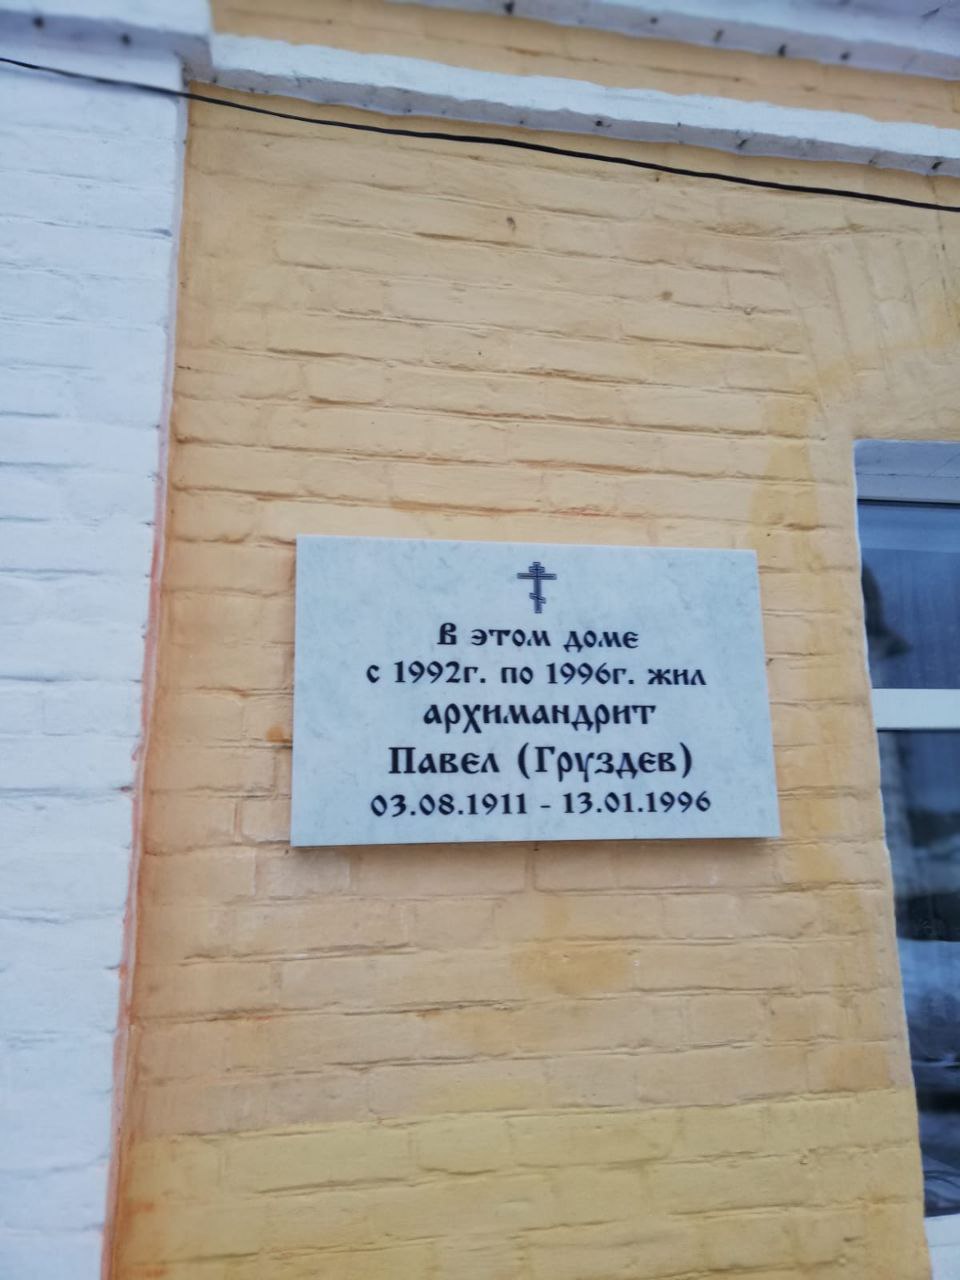 В этом доме
с 1992г. по 1996г. жил
архимандрит
Павел (Груздев)
03.08.1911 - 13.01.1996